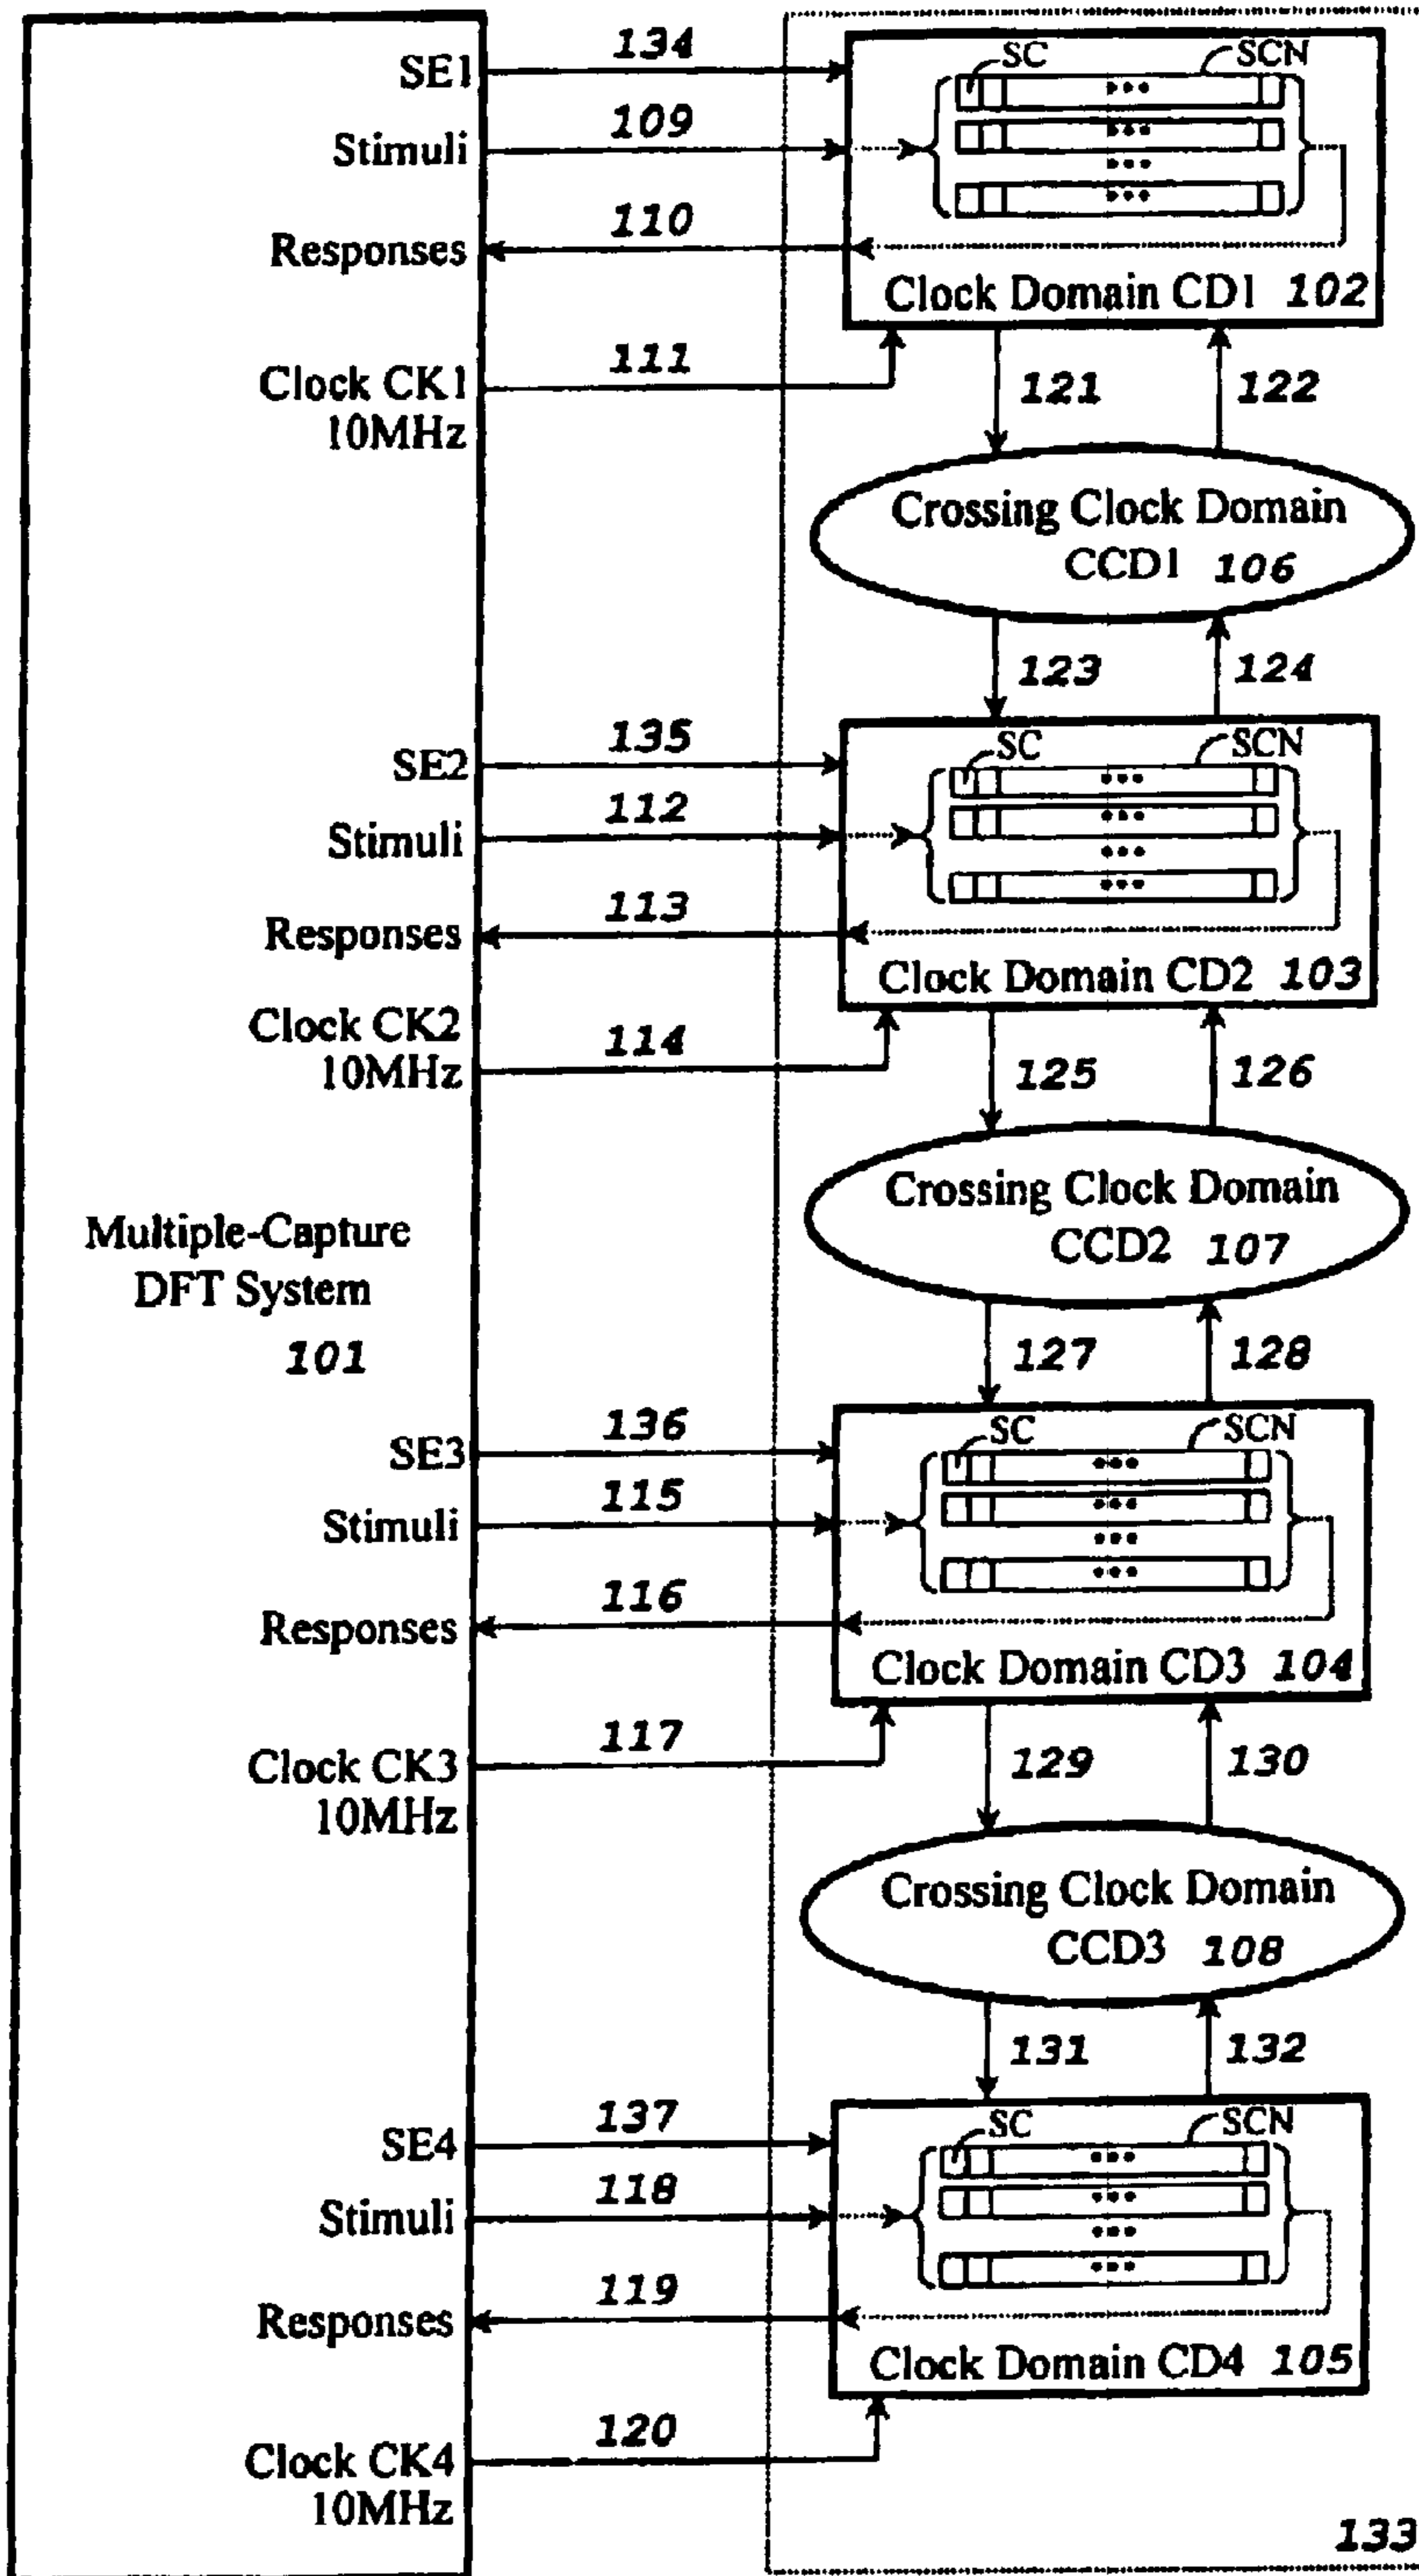 SE1 134 SC SCN
Stimuli 109
Responses 110
Clock Domain CD1 102
Clock CK1 111
10MHz
121 122
Crossing Clock Domain
CCD1 106
123 124
SE2 135 SC SCN
Stimuli 112
Responses 113
Clock Domain CD2 103
Clock CK2 114
10MHz
125 126
Crossing Clock Domain
CCD2 107
Multiple-Capture
DFT System
101
127 128
SE3 136 SC SCN
Stimuli 115
Responses 116
Clock Domain CD3 104
Clock CK3 117
10MHz
129 130
Crossing Clock Domain
CCD3 108
131 132
SE4 137 SC SCN
Stimuli 118
Responses 119
Clock Domain CD4 105
Clock CK4 120
10MHz
133